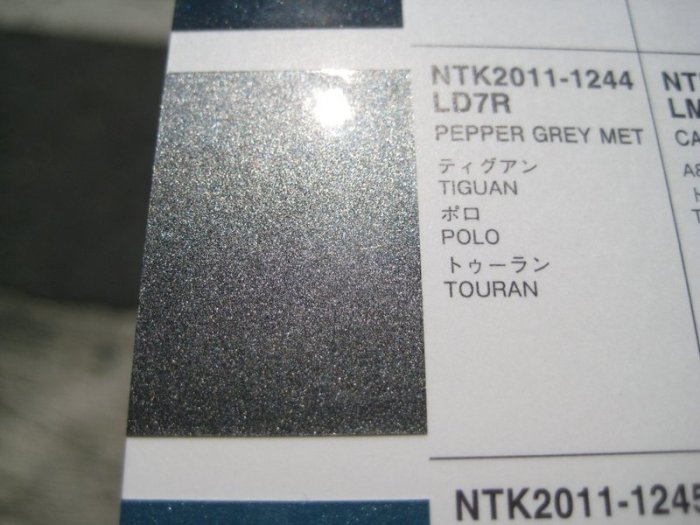 NTK2011-1244
LD7R
PEPPER GREY MET
ティグアン
TIGUAN
ポロ
POLO
トゥーラン
TOURAN
NTK2011-1245